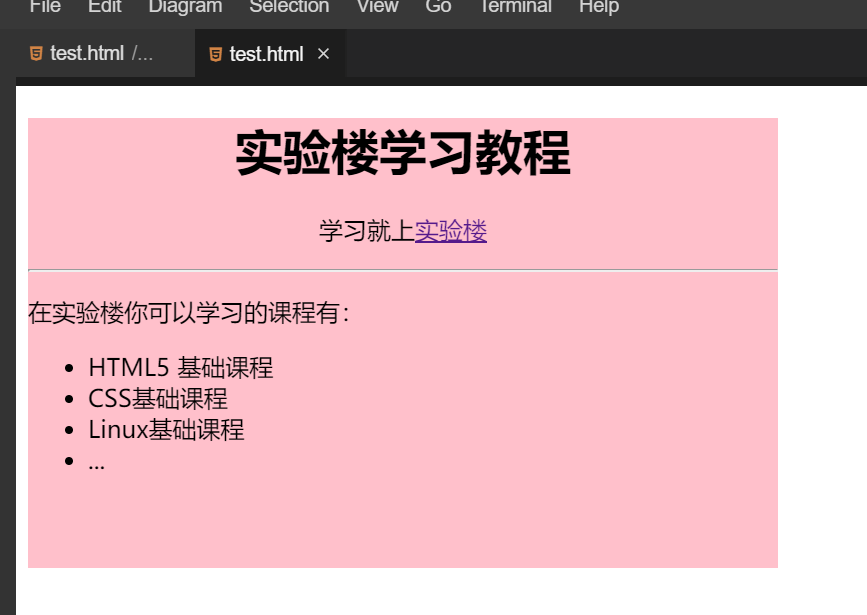 File Edit Diagram Selection View Go Terminal Help
test.html /... test.html ×
实验楼学习教程
学习就上实验楼
在实验楼你可以学习的课程有：
HTML5 基础课程
CSS基础课程
Linux基础课程
...